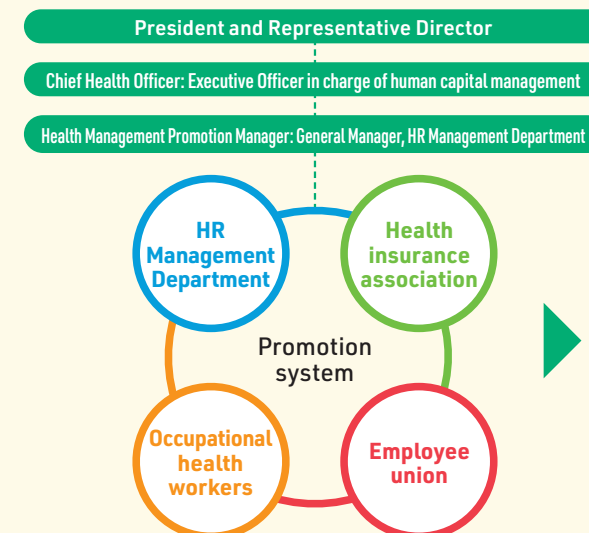 President and Representative Director
Chief Health Officer: Executive Officer in charge of human capital management
Health Management Promotion Manager: General Manager, HR Management Department
HR
Management
Department
Health
insurance
association
Promotion
system
Occupational
health
workers
Employee
union